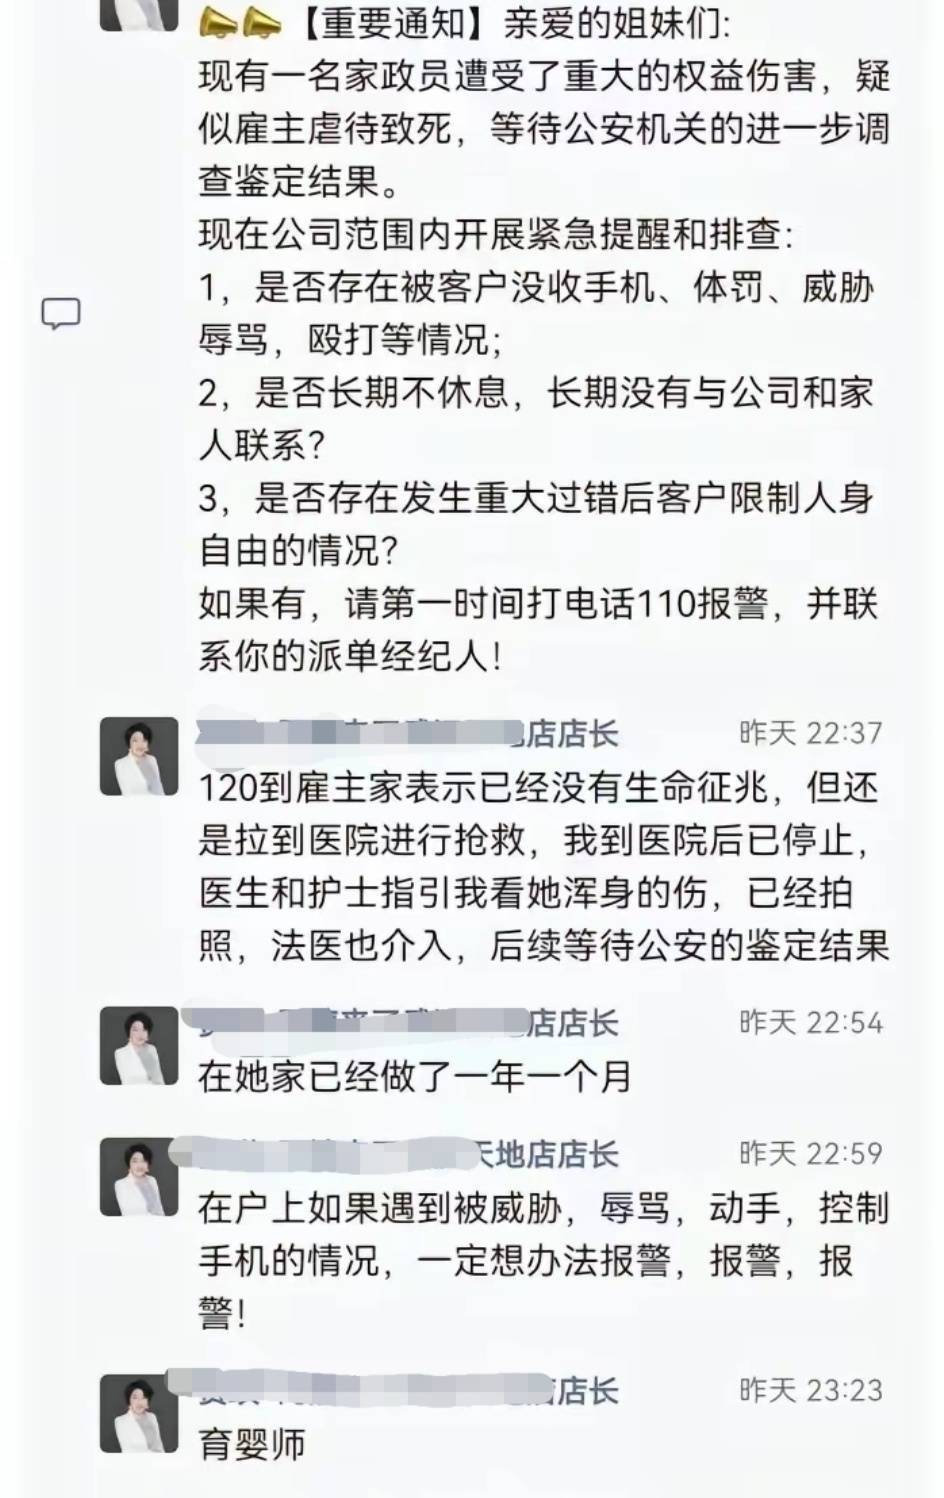 【重要通知】亲爱的姐妹们:
现有一名家政员遭受了重大的权益伤害，疑
似雇主虐待致死，等待公安机关的进一步调
查鉴定结果。
现在公司范围内开展紧急提醒和排查:
1，是否存在被客户没收手机、体罚、威胁
辱骂，殴打等情况;
2，是否长期不休息，长期没有与公司和家
人联系?
3，是否存在发生重大过错后客户限制人身
自由的情况?
如果有，请第一时间打电话110报警，并联
系你的派单经纪人!
店店长 昨天 22:37
120到雇主家表示已经没有生命征兆，但还
是拉到医院进行抢救，我到医院后已停止，
医生和护士指引我看她浑身的伤，已经拍
照，法医也介入，后续等待公安的鉴定结果
店店长 昨天 22:54
在她家已经做了一年一个月
天地店店长 昨天 22:59
在户上如果遇到被威胁，辱骂，动手，控制
手机的情况，一定想办法报警，报警，报
警!
店店长 昨天 23:23
育婴师